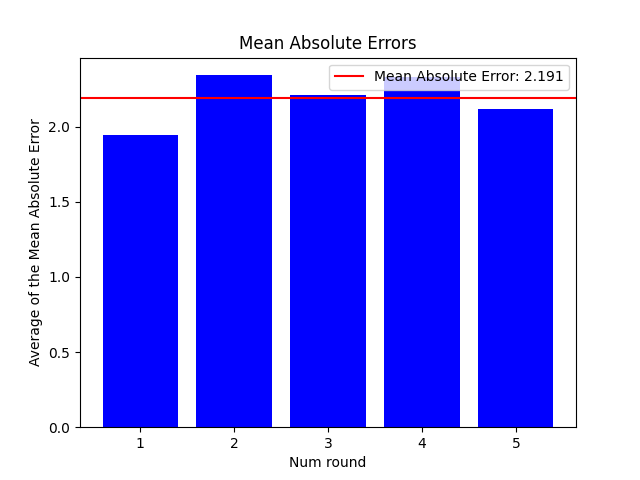 Mean Absolute Errors
Mean Absolute Error: 2.191
Average of the Mean Absolute Error
2.0
1.5
1.0
0.5
0.0
1 2 3 4 5
Num round